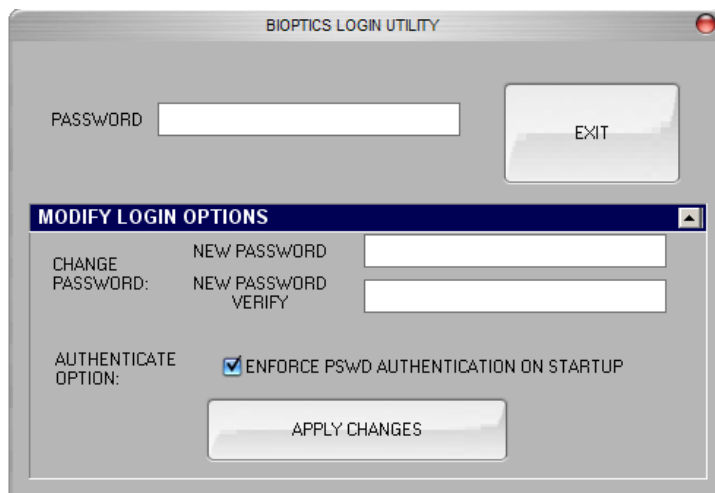 BIOPTICS LOGIN UTILITY
PASSWORD
EXIT
MODIFY LOGIN OPTIONS
CHANGE
PASSWORD:
NEW PASSWORD
NEW PASSWORD
VERIFY
AUTHENTICATE
OPTION:
ENFORCE PSWD AUTHENTICATION ON STARTUP
APPLY CHANGES